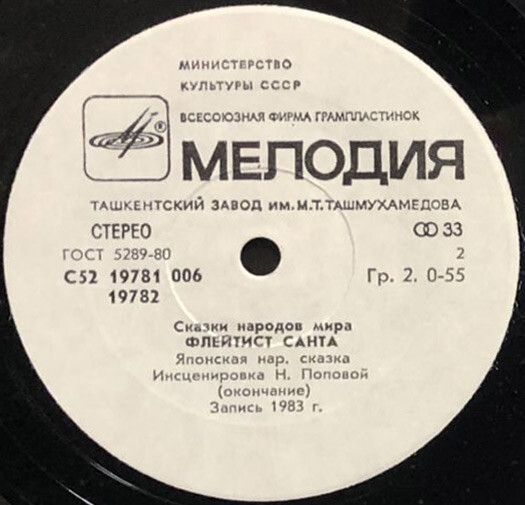 МИНИСТЕРСТВО
КУЛЬТУРЫ СССР
ВСЕСОЮЗНАЯ ФИРМА ГРАМПЛАСТИНОК
®
МЕЛОДИЯ
ТАШКЕНТСКИЙ ЗАВОД ИМ. М.Т. ТАШМУХАМЕДОВА
СТЕРЕО 33
ГОСТ 5289-80 2
С52 19781 006 Гр. 2. 0-55
19782
Сказки народов мира
ФЛЕЙТИСТ САНТА
Японская нар. сказка
Инсценировка Н. Поповой
(окончание)
Запись 1983 г.